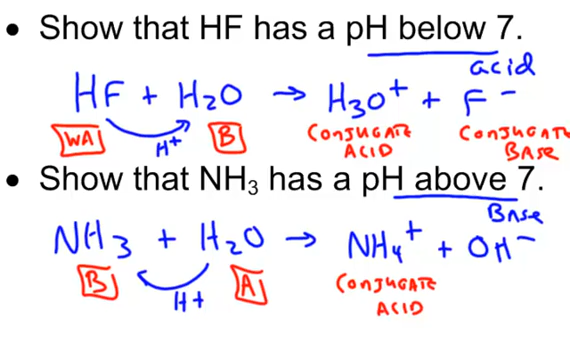 • Show that HF has a pH below 7.
acid
HF + H₂O → H₃O⁺ + F⁻
WA H⁺ B CONJUGATE ACID CONJUGATE BASE
• Show that NH₃ has a pH above 7.
Base
NH₃ + H₂O → NH₄⁺ + OH⁻
B H+ A CONJUGATE ACID